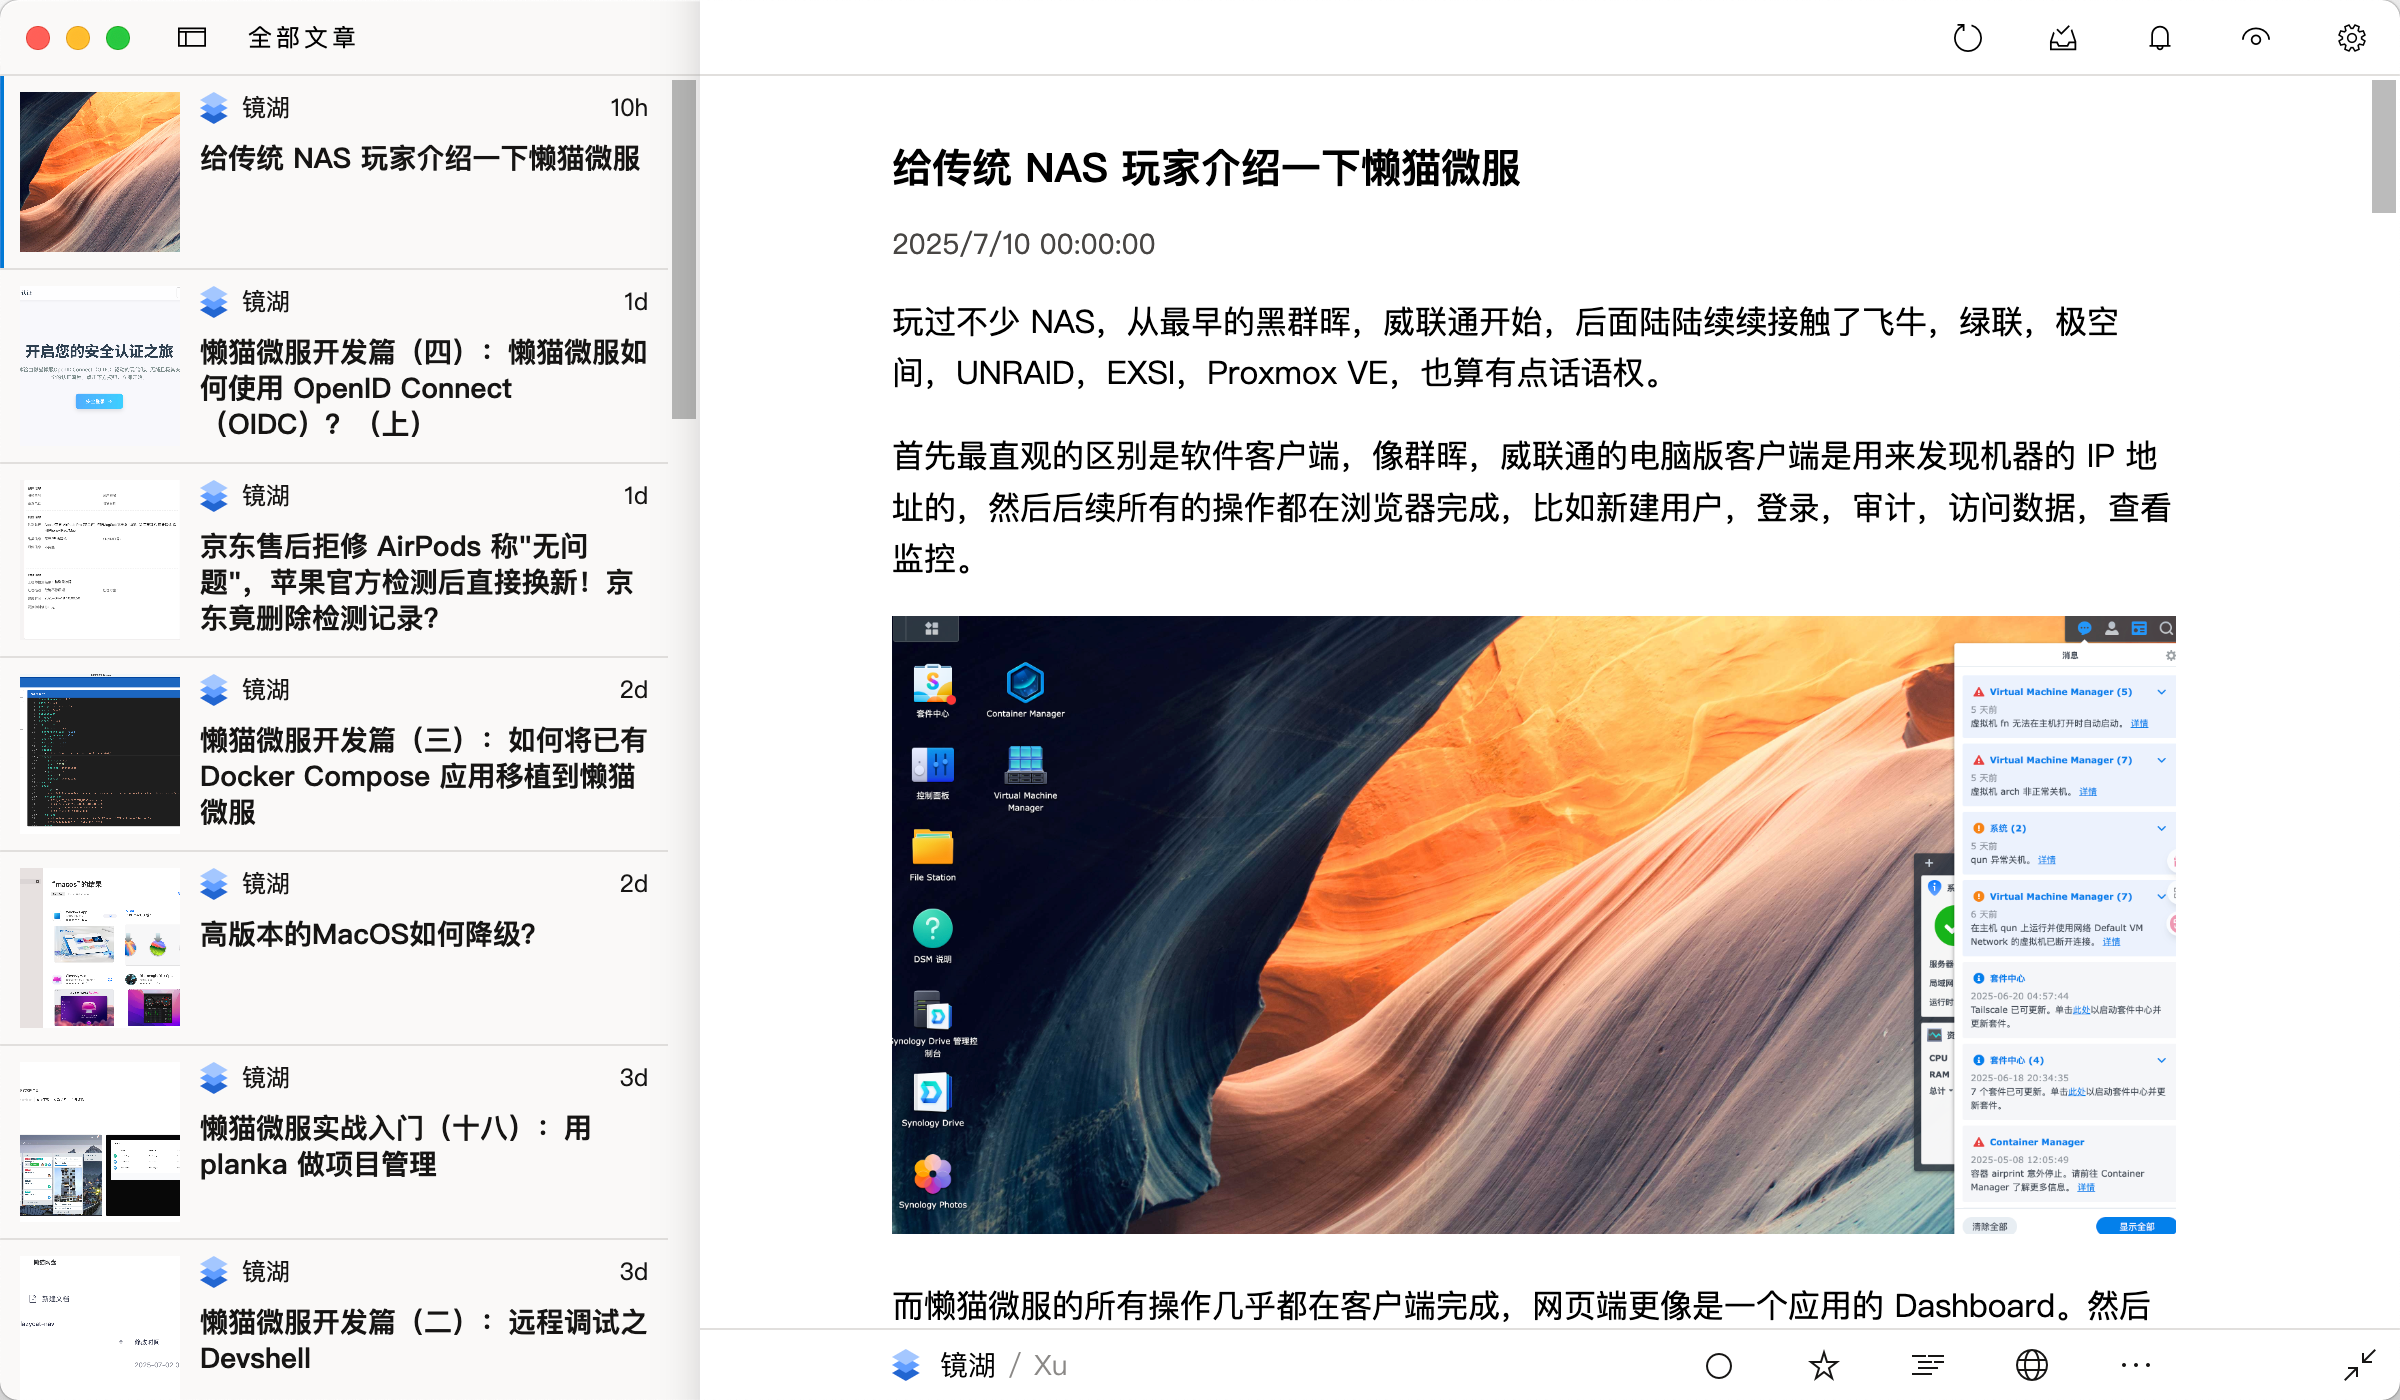 全部文章
镜湖
10h
给传统 NAS 玩家介绍一下懒猫微服
镜湖
1d
懒猫微服开发篇（四）：懒猫微服如
何使用 OpenID Connect
（OIDC）？（上）
开启您的安全认证之旅
镜湖
1d
京东售后拒修 AirPods 称"无问
题"，苹果官方检测后直接换新！京
东竟删除检测记录？
镜湖
2d
懒猫微服开发篇（三）：如何将已有
Docker Compose 应用移植到懒猫
微服
镜湖
2d
高版本的MacOS如何降级？
"macos"的结果
镜湖
3d
懒猫微服实战入门（十八）：用
planka 做项目管理
镜湖
3d
懒猫微服开发篇（二）：远程调试之
Devshell
新建文档
修改时间
给传统 NAS 玩家介绍一下懒猫微服
2025/7/10 00:00:00
玩过不少 NAS，从最早的黑群晖，威联通开始，后面陆陆续续接触了飞牛，绿联，极空
间，UNRAID，EXSI，Proxmox VE，也算有点话语权。
首先最直观的区别是软件客户端，像群晖，威联通的电脑版客户端是用来发现机器的 IP 地
址的，然后后续所有的操作都在浏览器完成，比如新建用户，登录，审计，访问数据，查看
监控。
套件中心
Container Manager
控制面板
Virtual Machine
Manager
File Station
DSM 说明
Synology Drive 管理控
制台
Synology Drive
Synology Photos
服务器
局域网
运行时
CPU
RAM
总计
消息
Virtual Machine Manager (5)
5 天前
虚拟机 fn 无法在主机打开时自动启动。 详情
Virtual Machine Manager (7)
5 天前
虚拟机 arch 非正常关机。 详情
系统 (2)
5 天前
qun 异常关机。 详情
Virtual Machine Manager (7)
6 天前
在主机 qun 上运行并使用网络 Default VM
Network 的虚拟机已断开连接。 详情
套件中心
2025-06-20 04:57:44
Tailscale 已可更新。单击此处以启动套件中心并
更新套件。
套件中心 (4)
2025-06-18 20:34:35
7 个套件已可更新。单击此处以启动套件中心并更
新套件。
Container Manager
2025-05-08 12:05:49
容器 airprint 意外停止。请前往 Container
Manager 了解更多信息。 详情
清除全部
显示全部
而懒猫微服的所有操作几乎都在客户端完成，网页端更像是一个应用的 Dashboard。然后
镜湖 / Xu